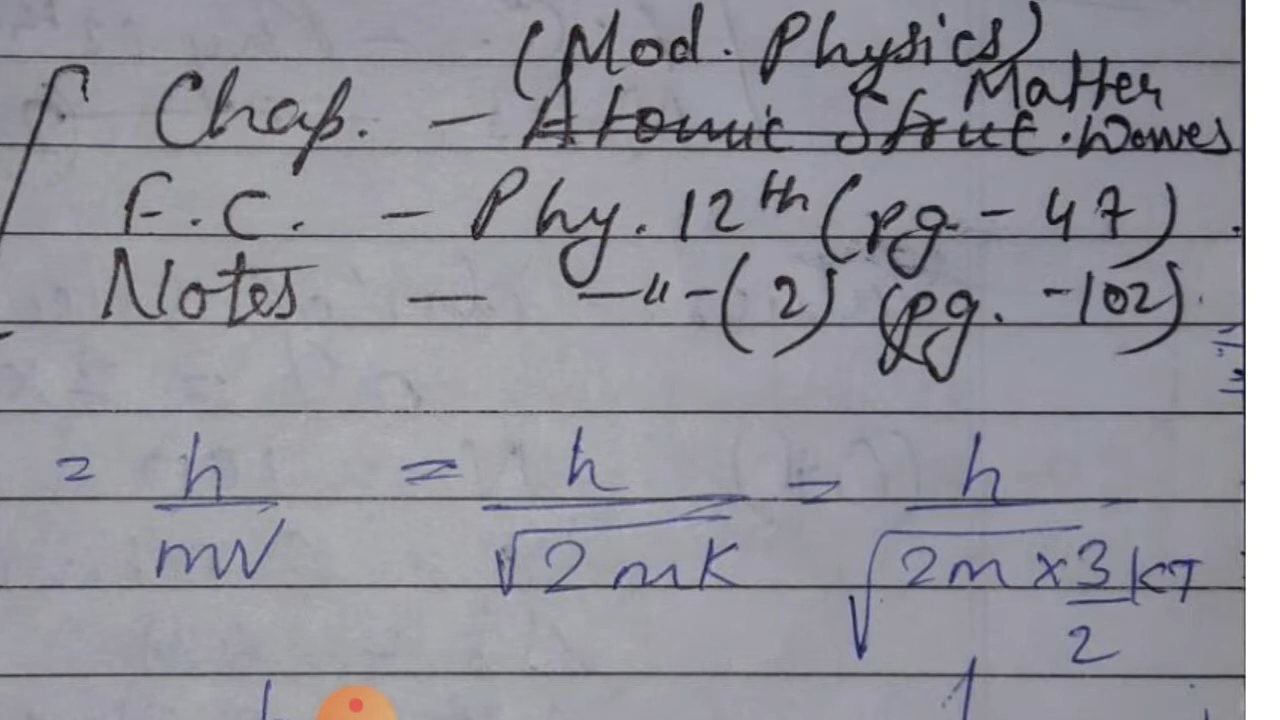 (Mod. Physics)
Chap. - Atomic Struct. Matter Waves
F.C. - Phy. 12th (pg - 47).
Notes - -"- (2) (pg. -102).
= h/mv = h/√2mK = h/√2m×3/2 KT